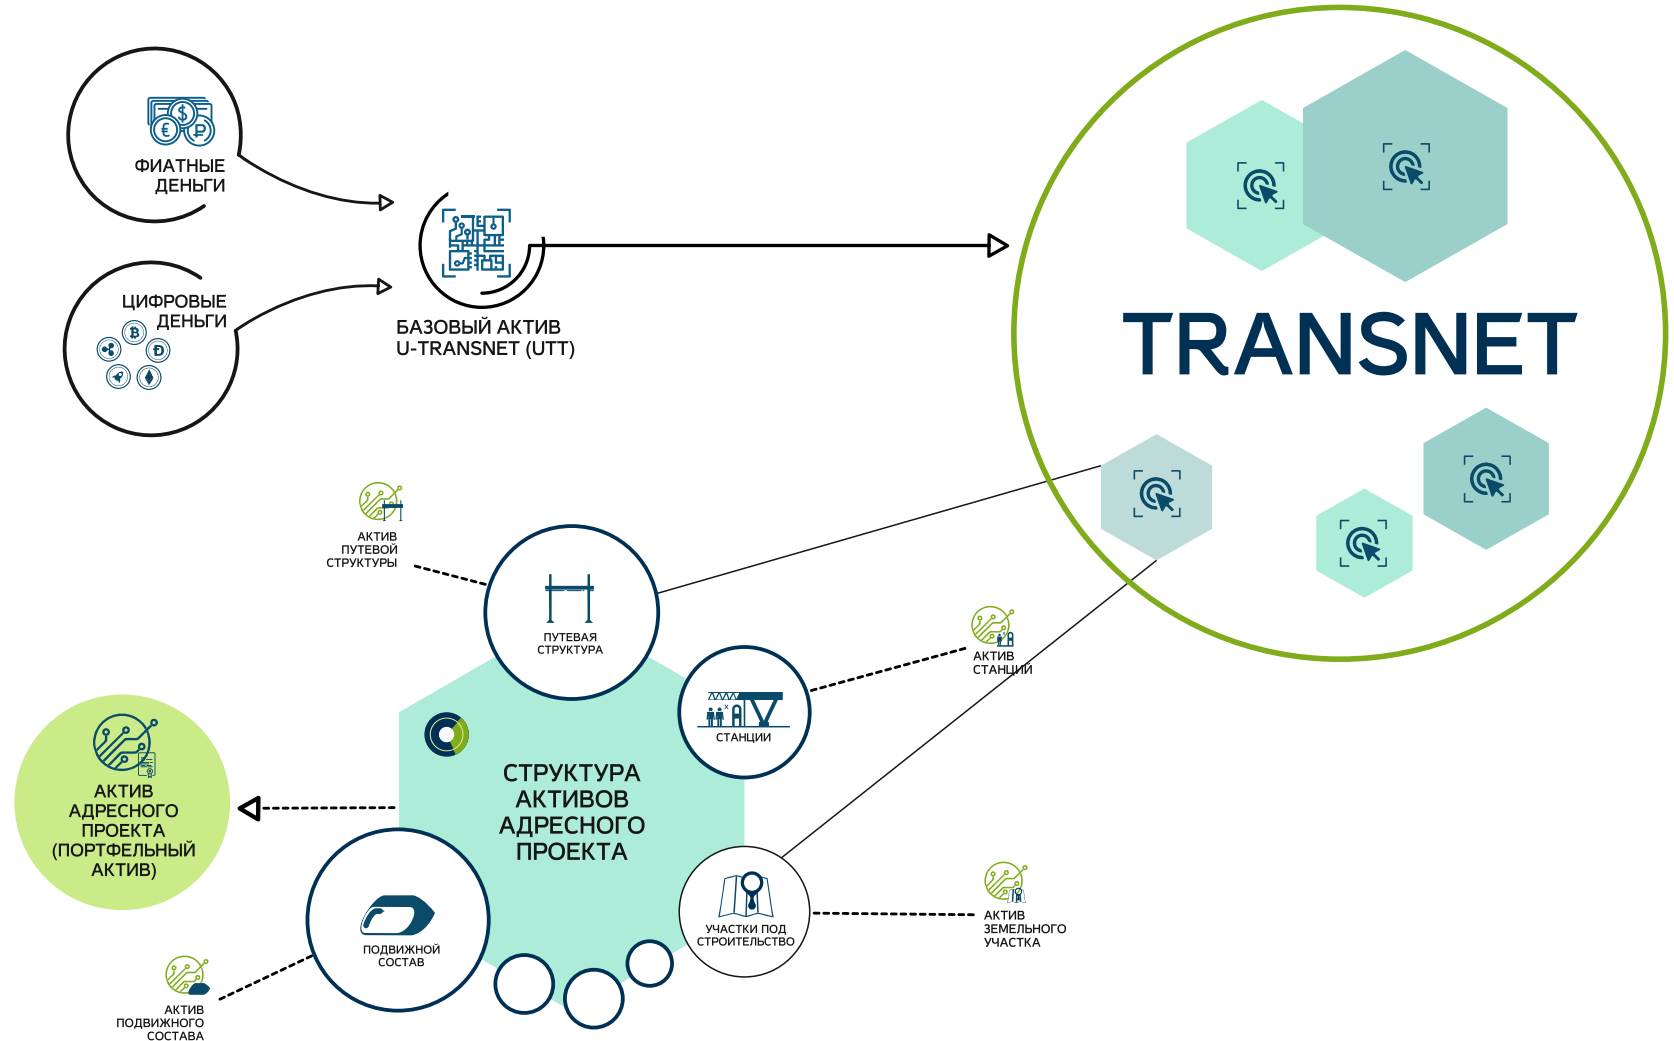 ФИАТНЫЕ
ДЕНЬГИ
ЦИФРОВЫЕ
ДЕНЬГИ
БАЗОВЫЙ АКТИВ
U-TRANSNET (UTT)
TRANSNET
АКТИВ
ПУТЕВОЙ
СТРУКТУРЫ
ПУТЕВАЯ
СТРУКТУРА
АКТИВ
СТАНЦИИ
СТАНЦИИ
СТРУКТУРА
АКТИВОВ
АДРЕСНОГО
ПРОЕКТА
АКТИВ
АДРЕСНОГО
ПРОЕКТА
(ПОРТФЕЛЬНЫЙ
АКТИВ)
УЧАСТКИ ПОД
СТРОИТЕЛЬСТВО
АКТИВ
ЗЕМЕЛЬНОГО
УЧАСТКА
ПОДВИЖНОЙ
СОСТАВ
АКТИВ
ПОДВИЖНОГО
СОСТАВА